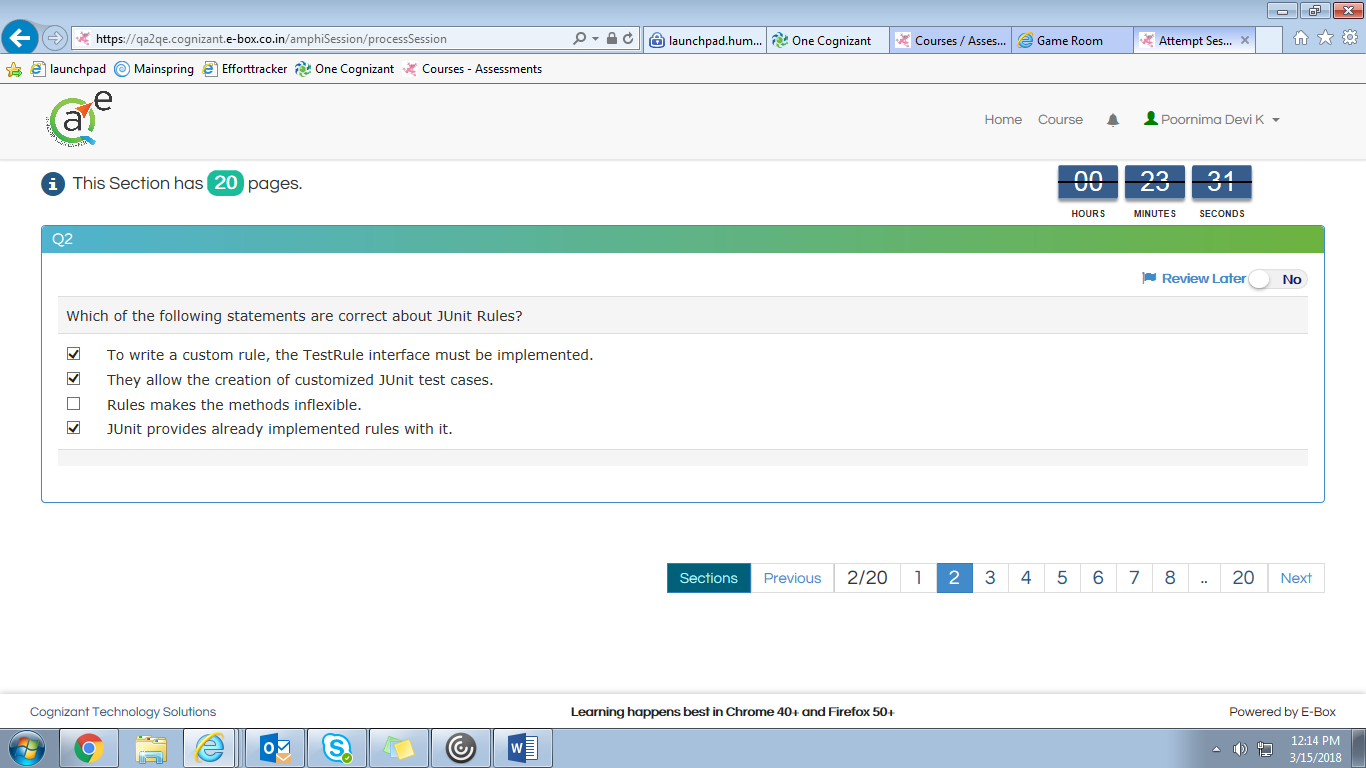 https://qa2qe.cognizant.e-box.co.in/amphiSession/processSession
launchpad.hum...
One Cognizant
Courses / Asses...
Game Room
Attempt Ses...
launchpad
Mainspring
Efforttracker
One Cognizant
Courses - Assessments
a e
Home
Course
Poornima Devi K
This Section has 20 pages.
00 23 31
HOURS MINUTES SECONDS
Q2
Review Later No
Which of the following statements are correct about JUnit Rules?
To write a custom rule, the TestRule interface must be implemented.
They allow the creation of customized JUnit test cases.
Rules makes the methods inflexible.
JUnit provides already implemented rules with it.
Sections Previous 2/20 1 2 3 4 5 6 7 8 .. 20 Next
Cognizant Technology Solutions
Learning happens best in Chrome 40+ and Firefox 50+
Powered by E-Box
12:14 PM
3/15/2018